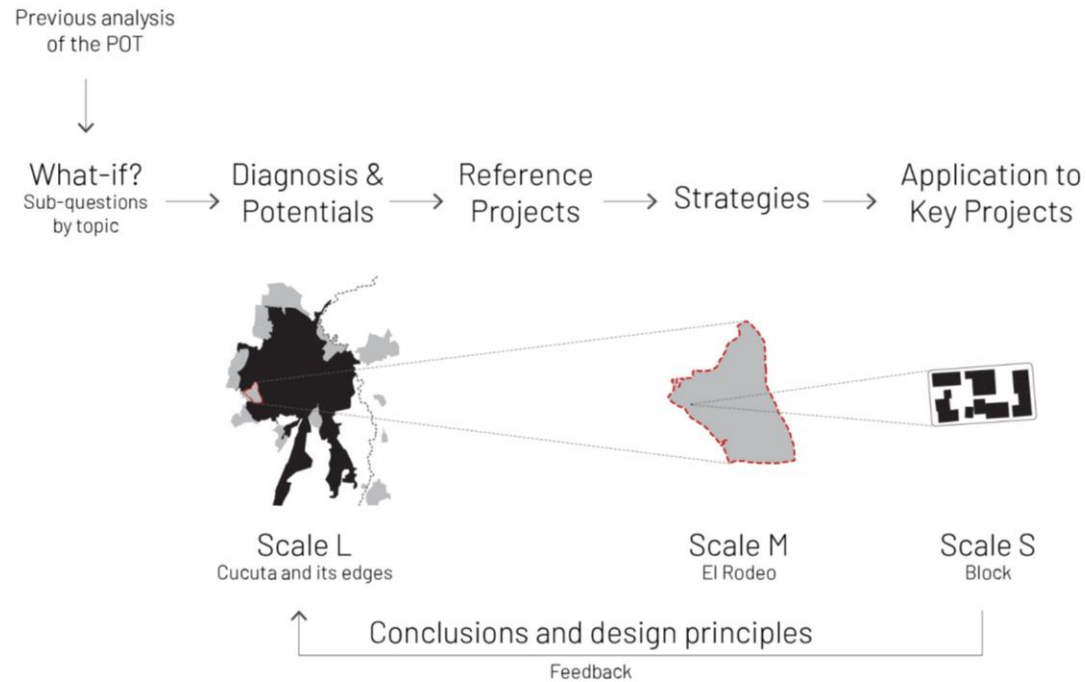 Previous analysis
of the POT
What-if?
Sub-questions
by topic
Diagnosis &
Potentials
Reference
Projects
Strategies
Application to
Key Projects
Scale L
Cucuta and its edges
Scale M
El Rodeo
Scale S
Block
Conclusions and design principles
Feedback